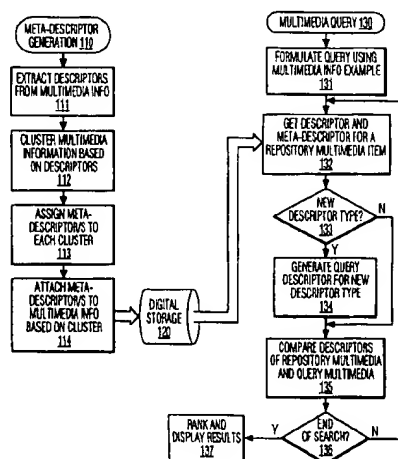 META-DESCRIPTOR
GENERATION 110
EXTRACT DESCRIPTORS
FROM MULTIMEDIA INFO
111
CLUSTER MULTIMEDIA
INFORMATION BASED
ON DESCRIPTORS
112
ASSIGN META-
DESCRIPTOR/S TO
EACH CLUSTER
113
ATTACH META-
DESCRIPTOR/S TO
MULTIMEDIA INFO
BASED ON CLUSTER
114
DIGITAL
STORAGE
120
MULTIMEDIA
QUERY 130
FORMULATE QUERY USING
MULTIMEDIA INFO
EXAMPLE
131
GET DESCRIPTOR AND
META-DESCRIPTOR FOR A
REPOSITORY MULTIMEDIA
ITEM
132
NEW
DESCRIPTOR TYPE?
133
N
Y
GENERATE QUERY
DESCRIPTOR FOR NEW
DESCRIPTOR TYPE
134
COMPARE DESCRIPTORS
OF REPOSITORY MULTIMEDIA
AND QUERY MULTIMEDIA
135
END
OF SEARCH?
136
Y
N
RANK AND
DISPLAY RESULTS
137